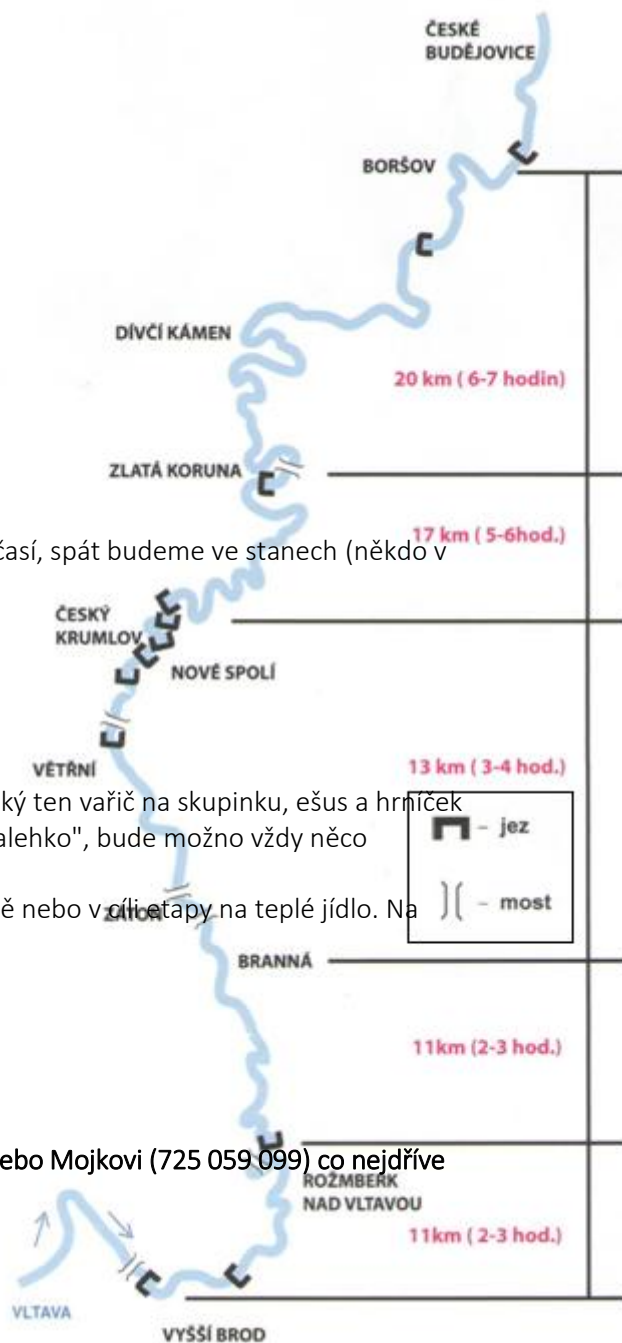 ČESKÉ
BUDĚJOVICE
BORŠOV
DÍVČÍ KÁMEN
20 km ( 6-7 hodin)
ZLATÁ KORUNA
17 km ( 5-6hod.)
časí, spát budeme ve stanech (někdo v
ČESKÝ
KRUMLOV
NOVÉ SPOLÍ
VĚTŘNÍ
13 km ( 3-4 hod.)
ký ten vařič na skupinku, ešus a hrníček
- jez
alehko", bude možno vždy něco
- most
ě nebo v cíli etapy na teplé jídlo. Na
ZÁTOŇ
BRANNÁ
11km (2-3 hod.)
ebo Mojkovi (725 059 099) co nejdříve
ROŽMBERK
NAD VLTAVOU
11km ( 2-3 hod.)
VLTAVA
VYŠŠÍ BROD